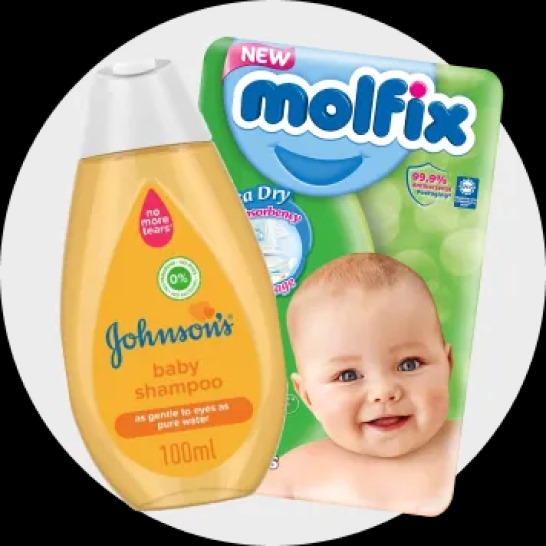 NEW
molfix
99.9%
Antibacterial
Dry
no
more
tears
0%
Johnson's
baby
shampoo
as gentle to eyes as
pure water
100ml